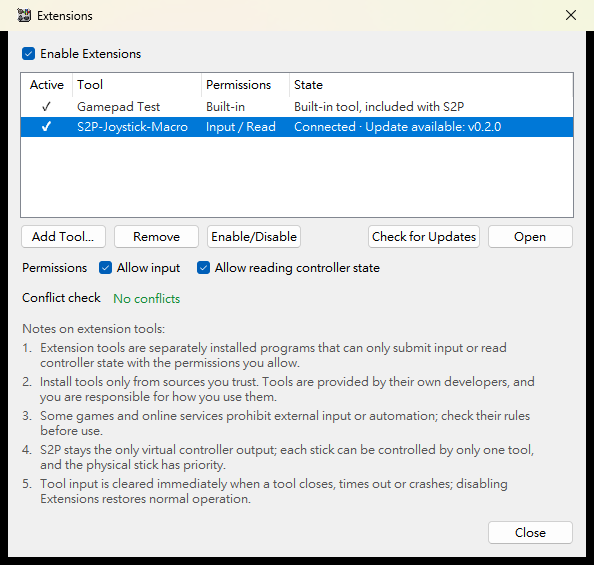 Extensions
Enable Extensions
Active Tool Permissions State
✓ Gamepad Test Built-in Built-in tool, included with S2P
✓ S2P-Joystick-Macro Input / Read Connected · Update available: v0.2.0
Add Tool... Remove Enable/Disable Check for Updates Open
Permissions Allow input Allow reading controller state
Conflict check No conflicts
Notes on extension tools:
1. Extension tools are separately installed programs that can only submit input or read
controller state with the permissions you allow.
2. Install tools only from sources you trust. Tools are provided by their own developers, and
you are responsible for how you use them.
3. Some games and online services prohibit external input or automation; check their rules
before use.
4. S2P stays the only virtual controller output; each stick can be controlled by only one tool,
and the physical stick has priority.
5. Tool input is cleared immediately when a tool closes, times out or crashes; disabling
Extensions restores normal operation.
Close